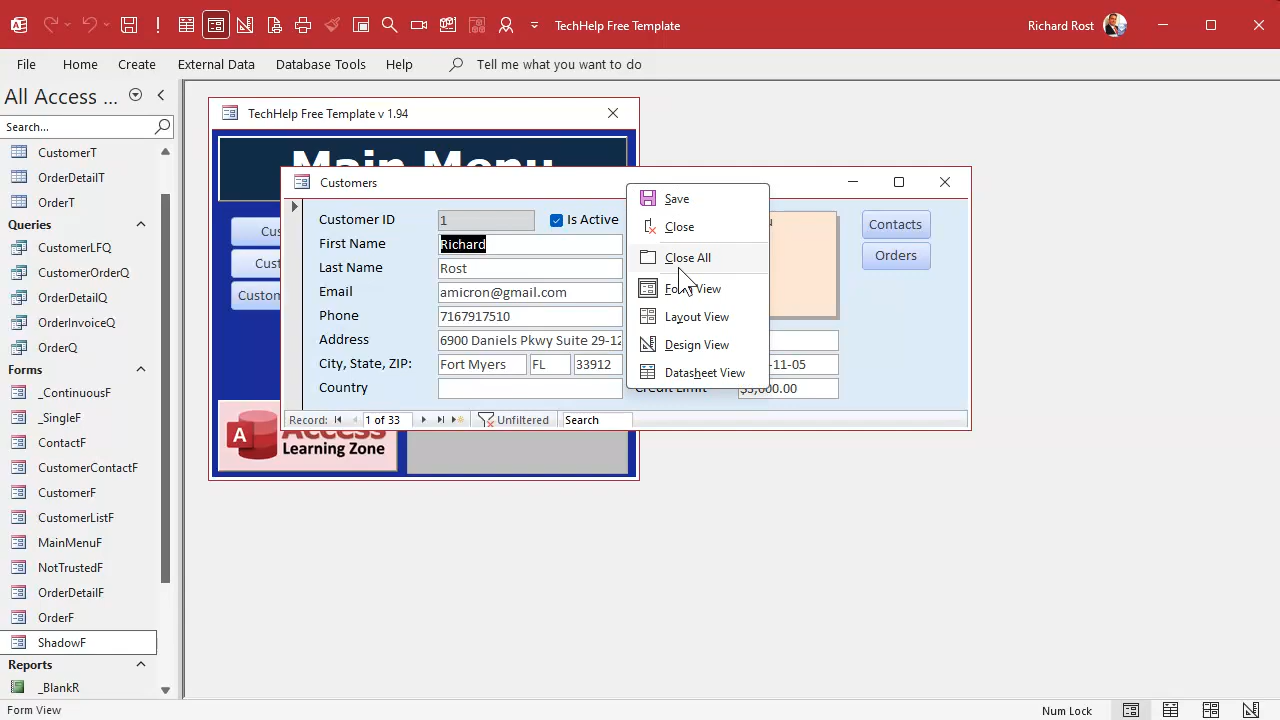 TechHelp Free Template
Richard Rost
File
Home
Create
External Data
Database Tools
Help
Tell me what you want to do
All Access ...
Search...
CustomerT
OrderDetailT
OrderT
Queries
CustomerLFQ
CustomerOrderQ
OrderDetailQ
OrderInvoiceQ
OrderQ
Forms
_ContinuousF
_SingleF
ContactF
CustomerContactF
CustomerF
CustomerListF
MainMenuF
NotTrustedF
OrderDetailF
OrderF
ShadowF
Reports
_BlankR
TechHelp Free Template v 1.94
Main Menu
Customers
Customer ID
1
Is Active
First Name
Richard
Last Name
Rost
Email
amicron@gmail.com
Phone
7167917510
Address
6900 Daniels Pkwy Suite 29-12
City, State, ZIP:
Fort Myers
FL
33912
Country
Save
Close
Close All
Form View
Layout View
Design View
Datasheet View
-11-05
Credit Limit
$5,000.00
Contacts
Orders
Record:
1 of 33
Unfiltered
Search
A
Access
Learning Zone
Form View
Num Lock